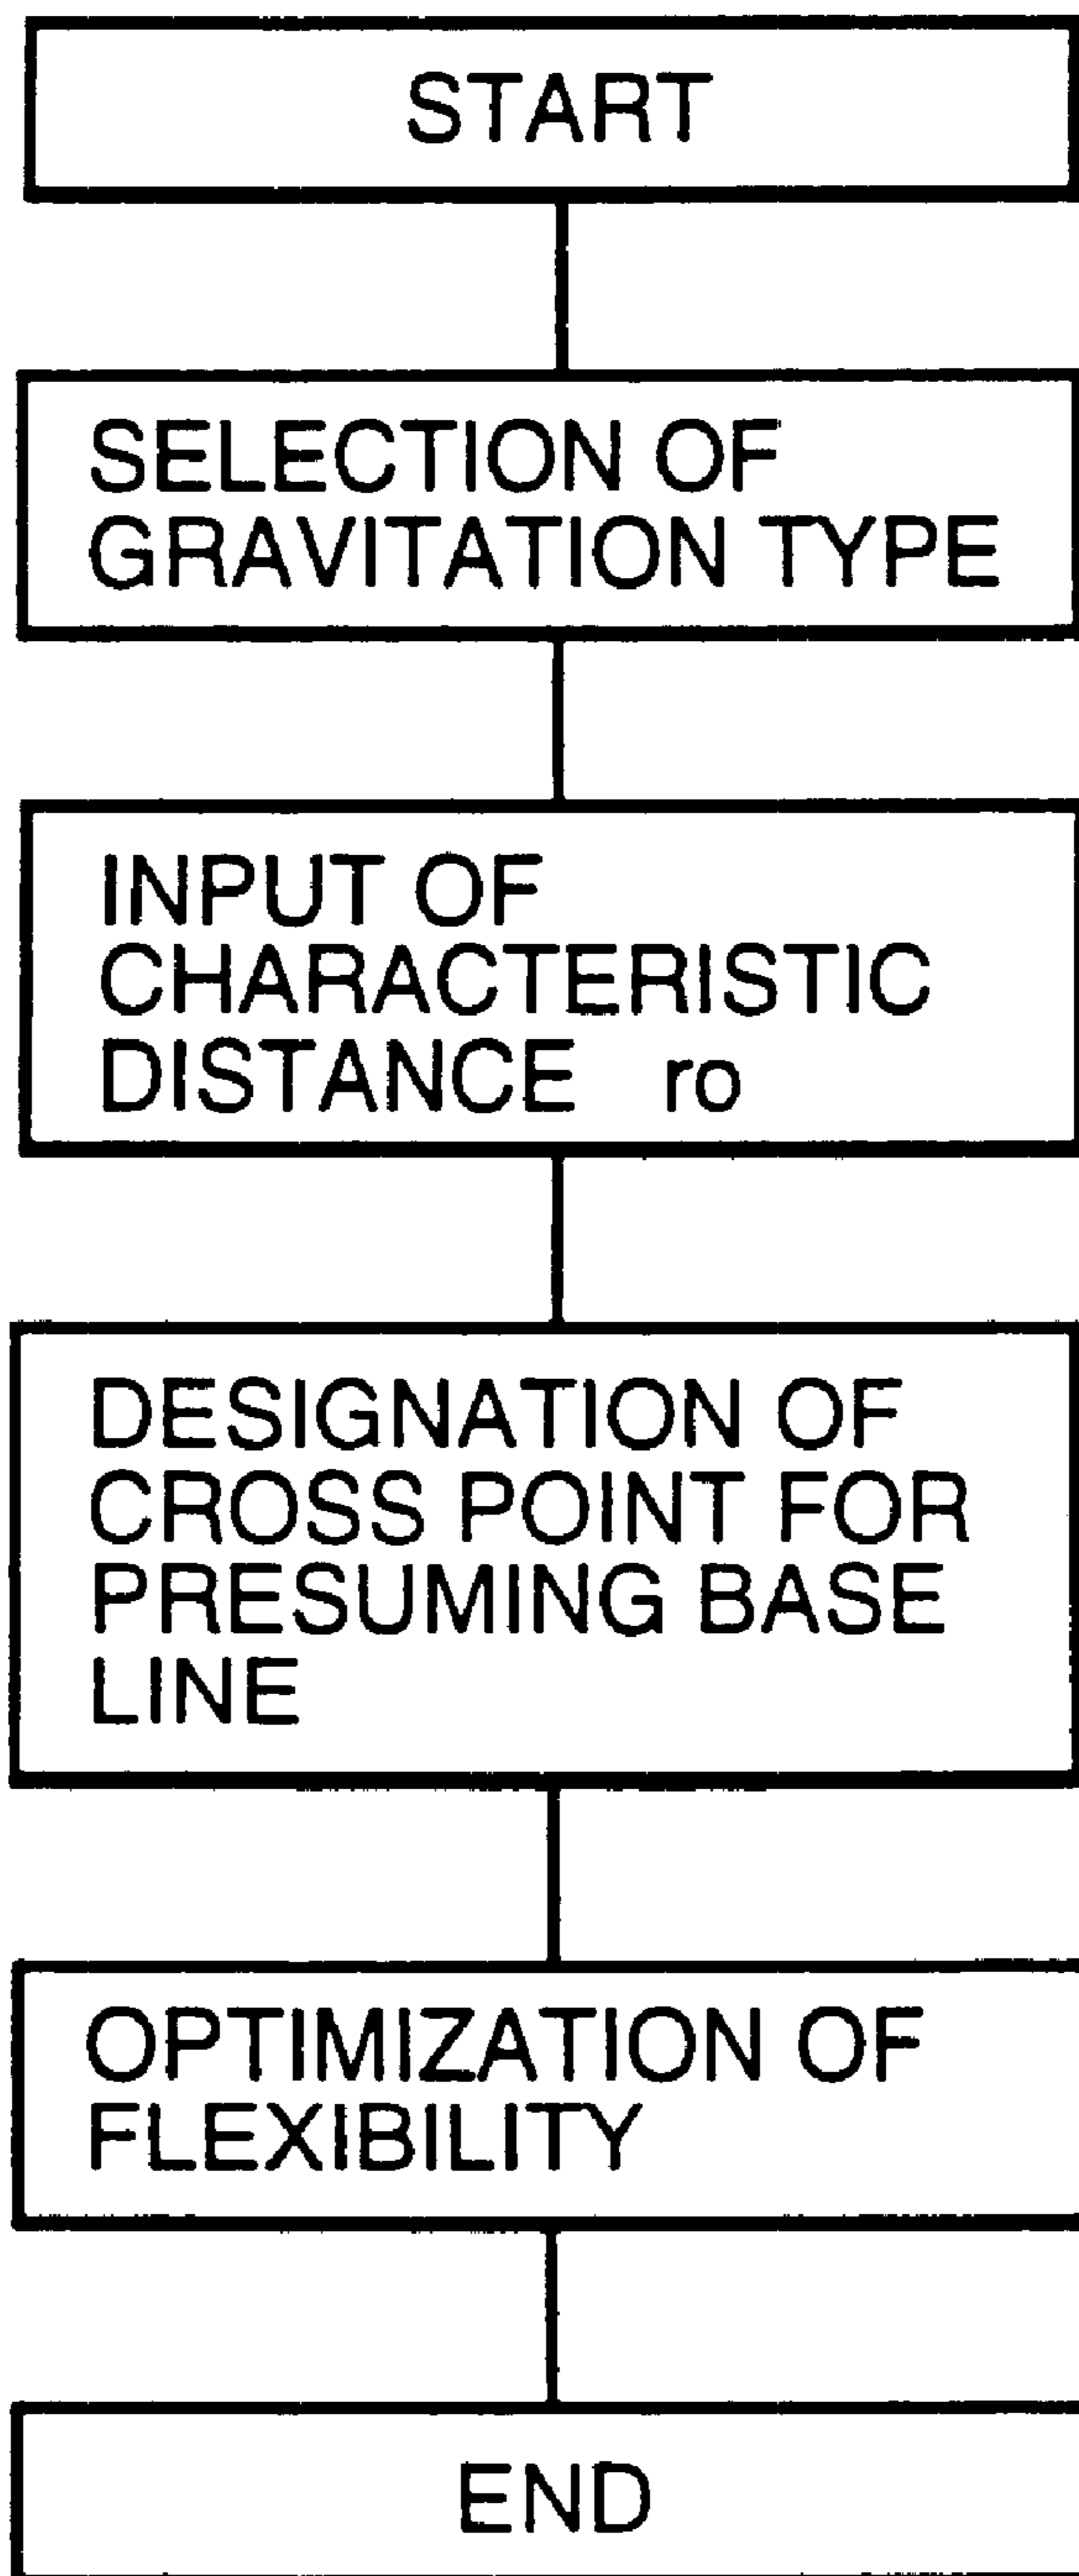 START
SELECTION OF
GRAVITATION TYPE
INPUT OF
CHARACTERISTIC
DISTANCE ro
DESIGNATION OF
CROSS POINT FOR
PRESUMING BASE
LINE
OPTIMIZATION OF
FLEXIBILITY
END